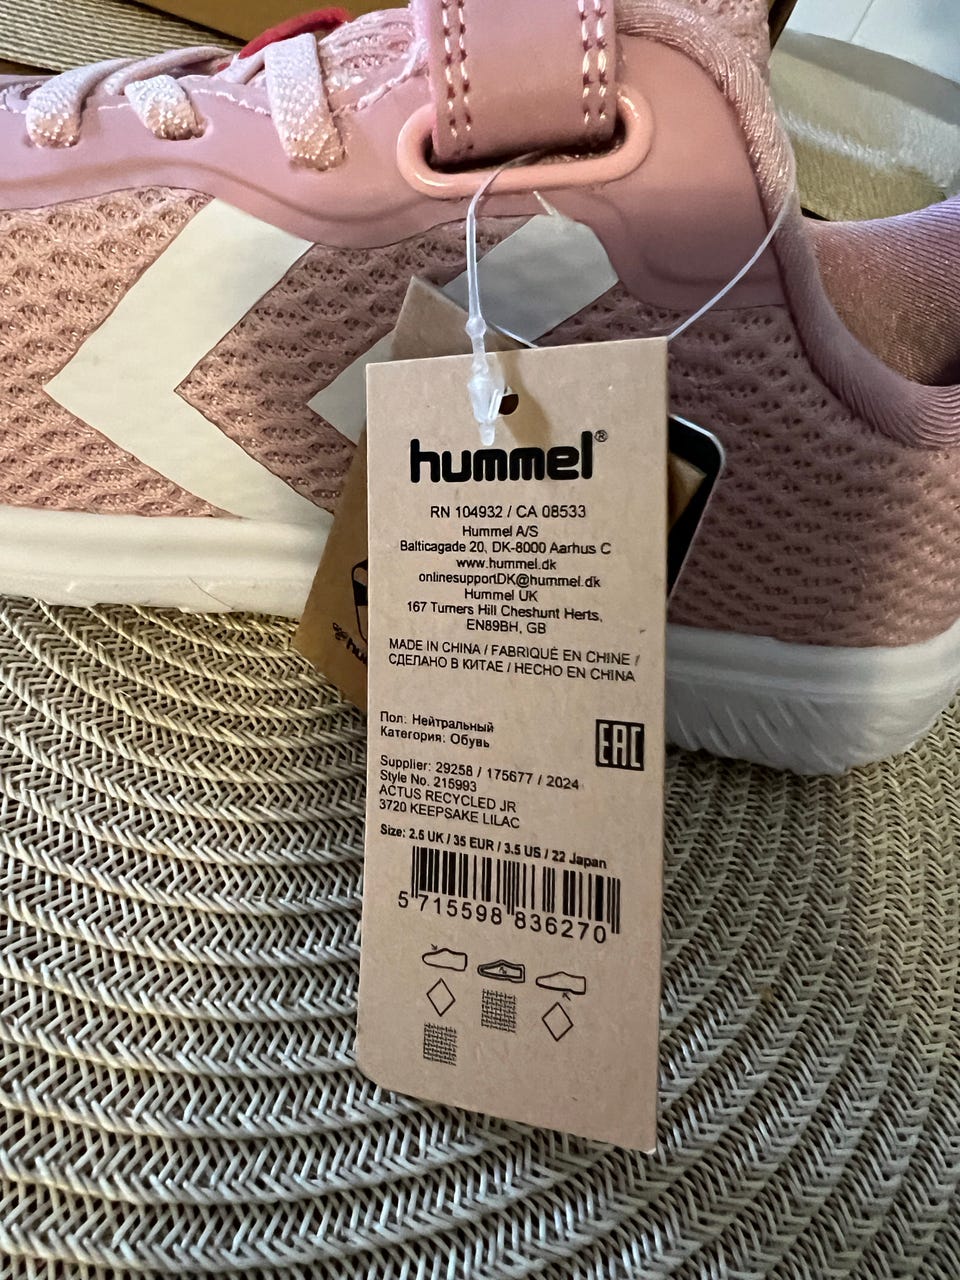 hummel®
RN 104932 / CA 08533
Hummel A/S
Balticagade 20, DK-8000 Aarhus C
www.hummel.dk
onlinesupportDK@hummel.dk
Hummel UK
167 Turners Hill Cheshunt Herts,
EN89BH, GB
MADE IN CHINA / FABRIQUÉ EN CHINE /
СДЕЛАНО В КИТАЕ / HECHO EN CHINA
Пол: Нейтральный
Категория: Обувь
EAC
Supplier: 29258 / 175677 / 2024
Style No. 215993
ACTUS RECYCLED JR
3720 KEEPSAKE LILAC
Size: 2.5 UK / 35 EUR / 3.5 US / 22 Japan
5 715598 836270